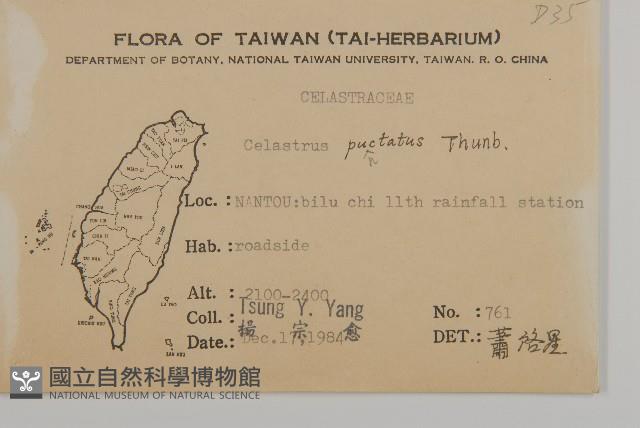 D35
FLORA OF TAIWAN (TAI-HERBARIUM)
DEPARTMENT OF BOTANY, NATIONAL TAIWAN UNIVERSITY, TAIWAN. R. O. CHINA
CELASTRACEAE
Celastrus puctatus Thunb.
n
Loc. : NANTOU:bilu chi 11th rainfall station
Hab. : roadside
Alt. : 2100-2400
Coll. : Tsung Y. Yang
楊 宗 愈
No. : 761
Date. : Dec.17,1984
DET.: 蕭啓星
國立自然科學博物館
NATIONAL MUSEUM OF NATURAL SCIENCE